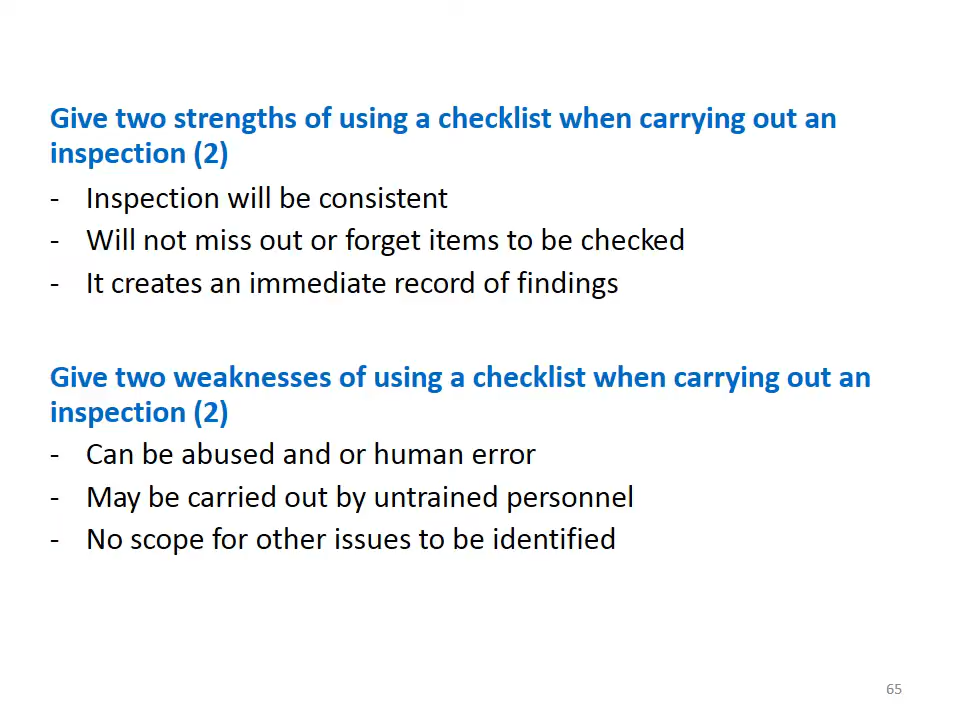 Give two strengths of using a checklist when carrying out an
inspection (2)
- Inspection will be consistent
- Will not miss out or forget items to be checked
- It creates an immediate record of findings
Give two weaknesses of using a checklist when carrying out an
inspection (2)
- Can be abused and or human error
- May be carried out by untrained personnel
- No scope for other issues to be identified
65